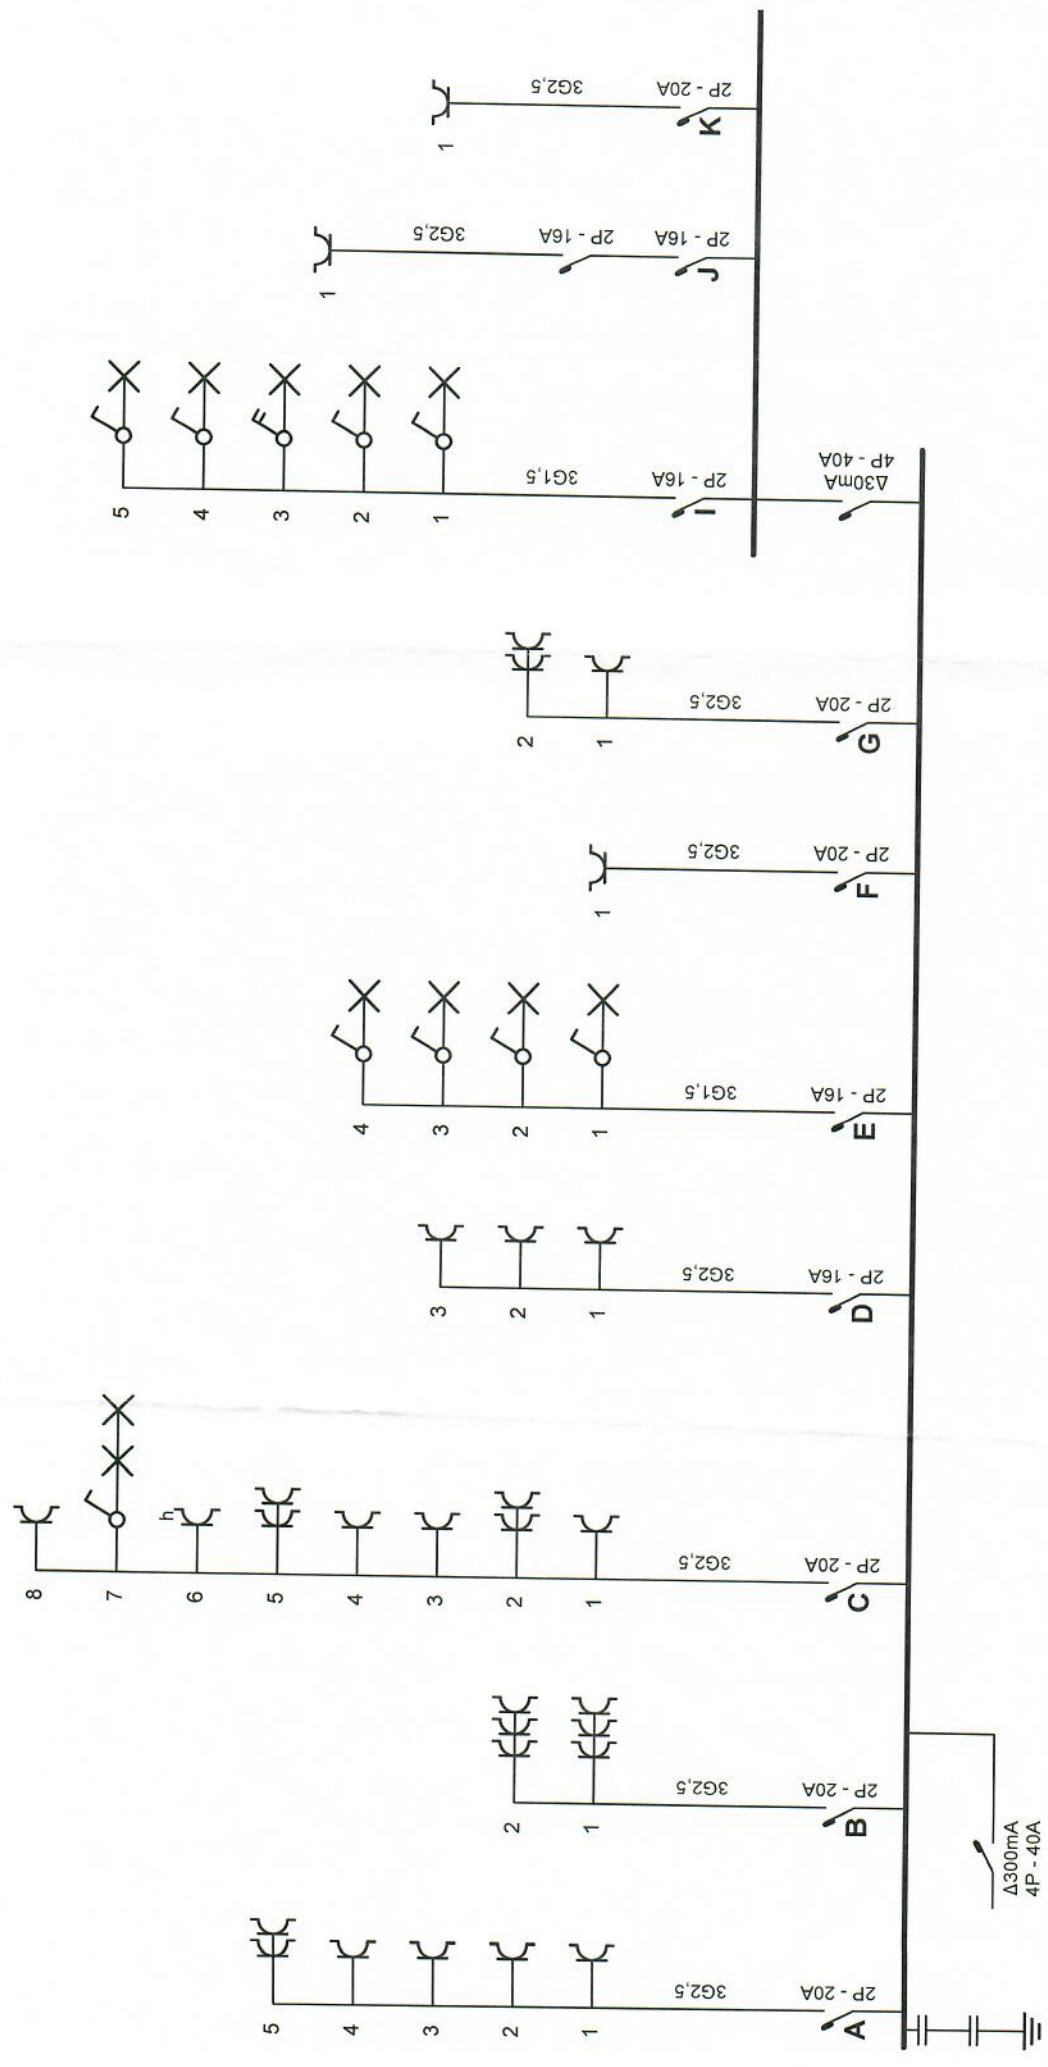 1
3G2,5
2P - 20A
K
1
3G2,5
2P - 16A
2P - 16A
J
5
4
3
2
1
3G1,5
2P - 16A
I
Δ30mA
4P - 40A
2
1
3G2,5
2P - 20A
G
1
3G2,5
2P - 20A
F
4
3
2
1
3G1,5
2P - 16A
E
3
2
1
3G2,5
2P - 16A
D
8
7
h
6
5
4
3
2
1
3G2,5
2P - 20A
C
2
1
3G2,5
2P - 20A
B
Δ300mA
4P - 40A
5
4
3
2
1
3G2,5
2P - 20A
A